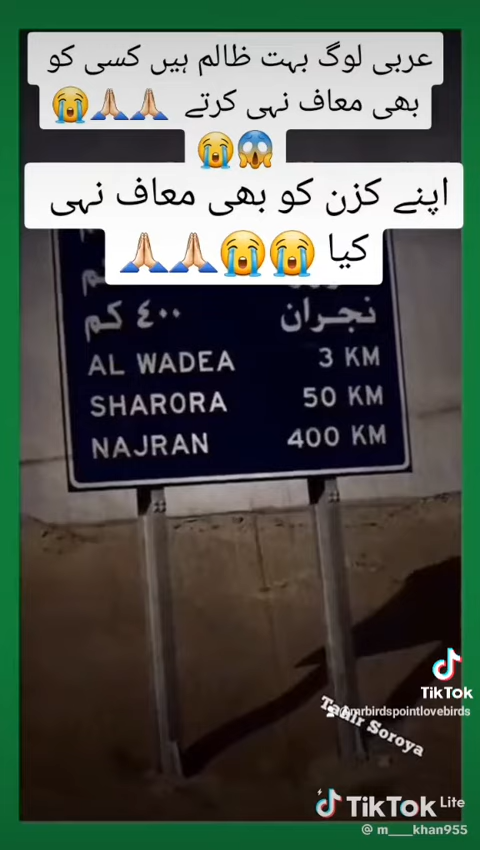 عربی لوگ بہت ظالم ہیں کسی کو
بھی معاف نہی کرتے 🙏🏻🙏🏻😭
😱😭
اپنے کزن کو بھی معاف نہی
کیا 😭😭🙏🏻🙏🏻
نجران ٤٠٠ كم
AL WADEA 3 KM
SHARORA 50 KM
NAJRAN 400 KM
TikTok
mrbirdspointlovebirds
Tahir Soroya
TikTok Lite
@ m___khan955